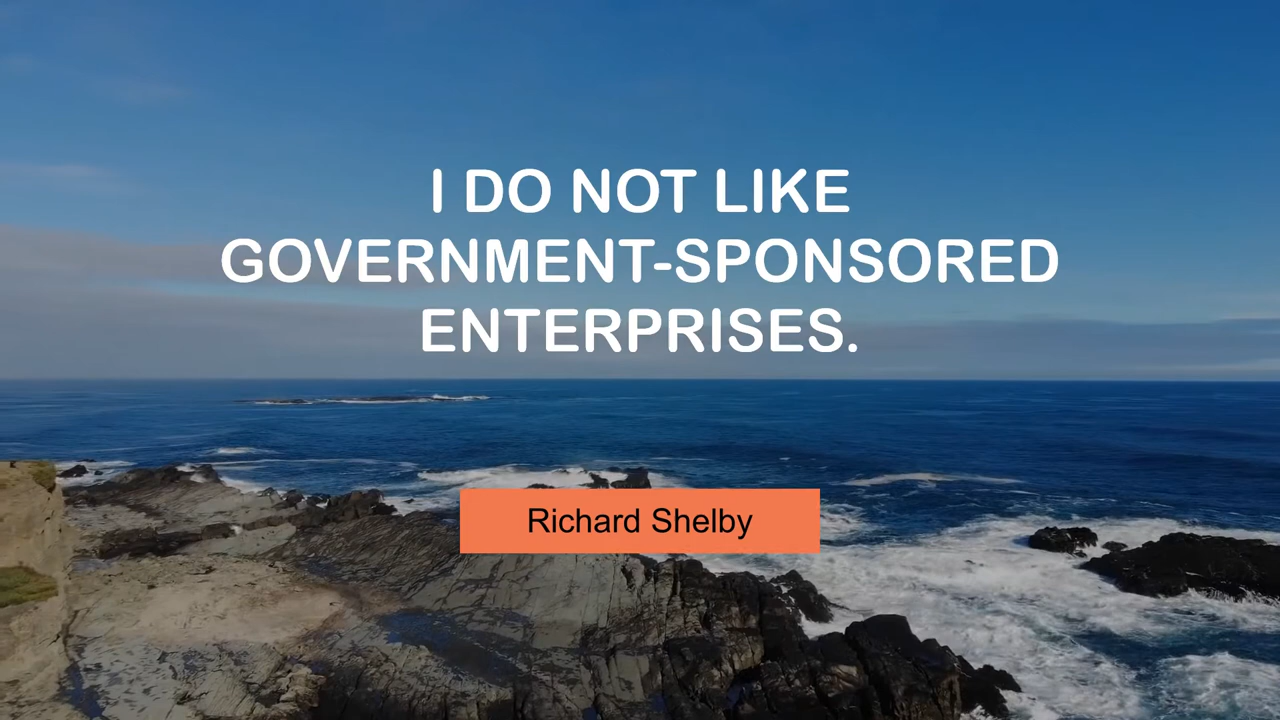 I DO NOT LIKE
GOVERNMENT-SPONSORED
ENTERPRISES.
Richard Shelby